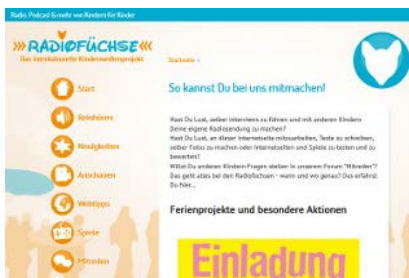 Radio, Podcast & mehr von Kindern für Kinder
RADIOFÜCHSE
Das interkulturelle Kindermedienprojekt
Startseite »
Start
Reinhören
Neuigkeiten
Anschauen
Webtipps
Spiele
Mitreden
So kannst Du bei uns mitmachen!
Hast Du Lust, selber Interviews zu führen und mit anderen Kindern
Deine eigene Radiosendung zu machen?
Hast Du Lust, an dieser Internetseite mitzuarbeiten, Texte zu schreiben,
selber Fotos zu machen oder Internetseiten und Spiele zu testen und zu
bewerten?
Willst Du anderen Kindern Fragen stellen in unserem Forum "Mitreden"?
Das geht alles bei den Radiofüchsen - wann und wo genau? Das erfährst
Du hier...
Ferienprojekte und besondere Aktionen
Einladung